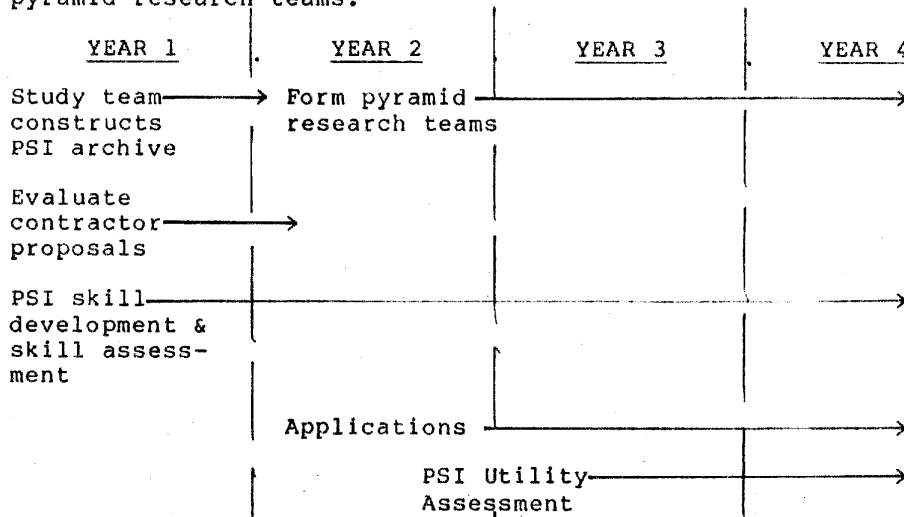 pyramid research teams.
YEAR 1 YEAR 2 YEAR 3 YEAR 4
Study team Form pyramid
constructs research teams
PSI archive
Evaluate
contractor
proposals
PSI skill
development &
skill assess-
ment
Applications
PSI Utility
Assessment